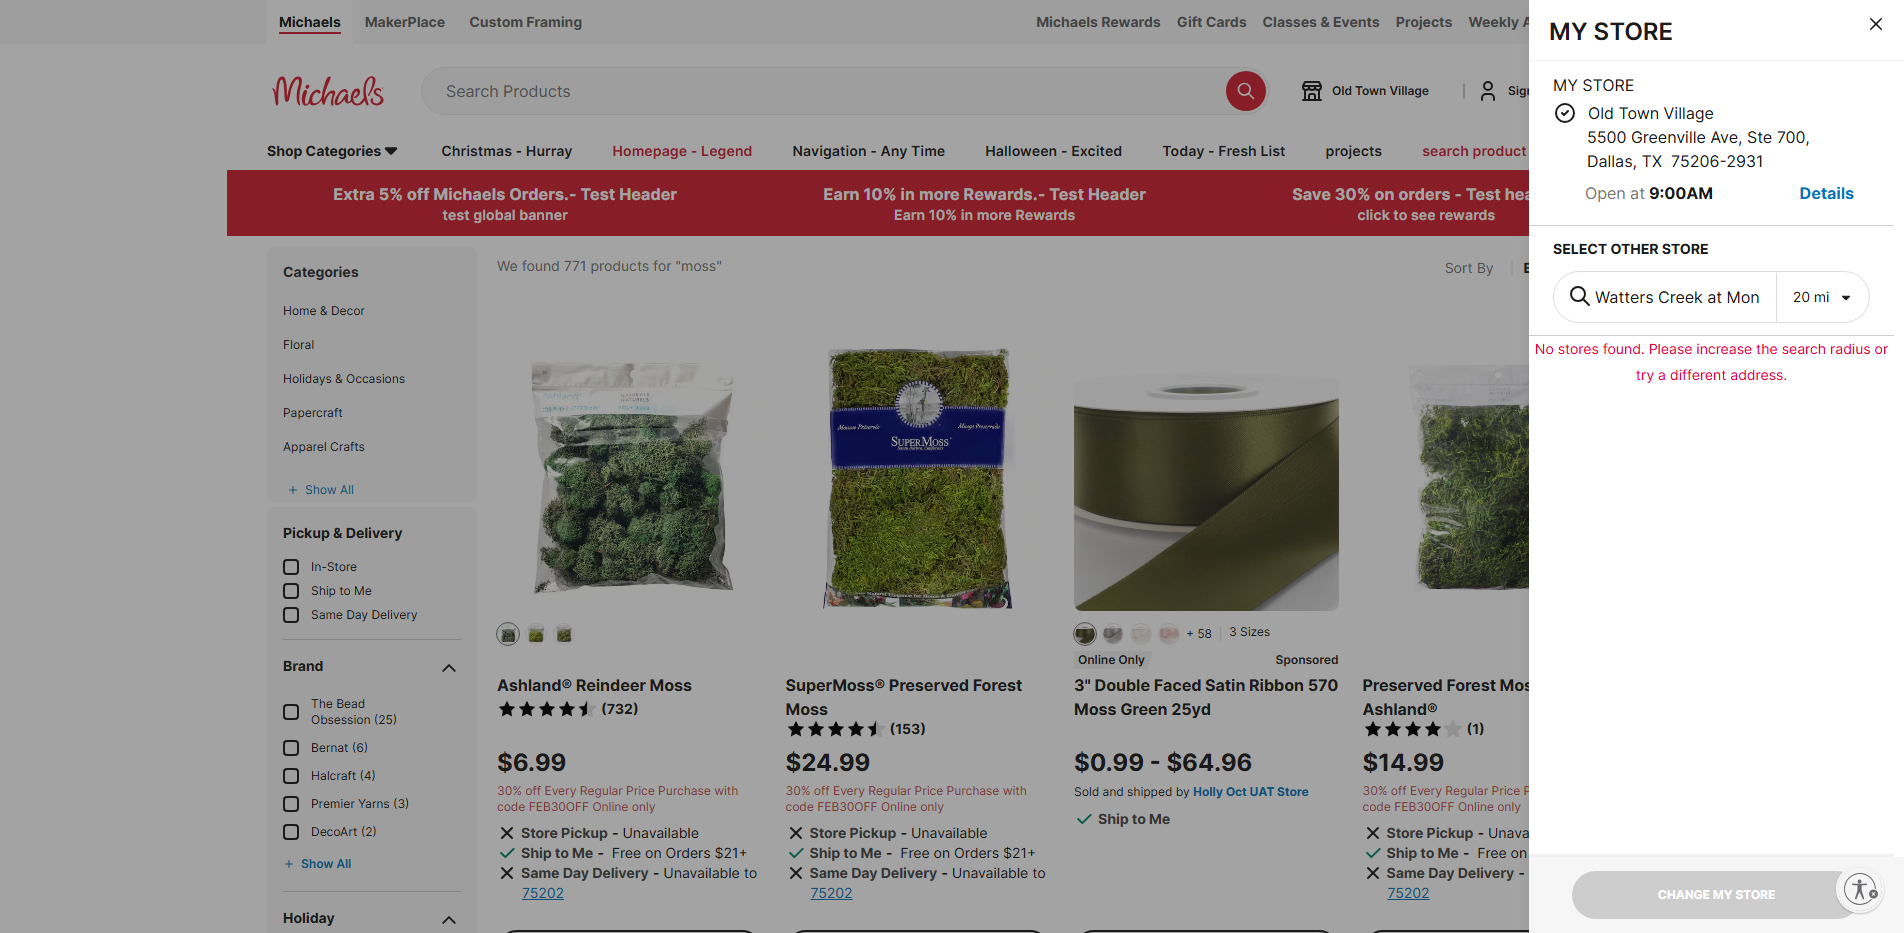 Michaels
MakerPlace
Custom Framing
Michaels Rewards
Gift Cards
Classes & Events
Projects
Weekly A
Michaels
Search Products
Old Town Village
Sign
Shop Categories
Christmas - Hurray
Homepage - Legend
Navigation - Any Time
Halloween - Excited
Today - Fresh List
projects
search product
Extra 5% off Michaels Orders.- Test Header
test global banner
Earn 10% in more Rewards.- Test Header
Earn 10% in more Rewards
Save 30% on orders - Test hea
click to see rewards
Categories
Home & Decor
Floral
Holidays & Occasions
Papercraft
Apparel Crafts
+ Show All
Pickup & Delivery
In-Store
Ship to Me
Same Day Delivery
Brand
The Bead
Obsession (25)
Bernat (6)
Halcraft (4)
Premier Yarns (3)
DecoArt (2)
+ Show All
Holiday
We found 771 products for "moss"
Sort By
Ashland®
Ashland® Reindeer Moss
(732)
$6.99
30% off Every Regular Price Purchase with
code FEB30OFF Online only
Store Pickup - Unavailable
Ship to Me - Free on Orders $21+
Same Day Delivery - Unavailable to
75202
Mousse Préservée
SUPERMOSS
Musgo Preservado
SuperMoss® Preserved Forest
Moss
(153)
$24.99
30% off Every Regular Price Purchase with
code FEB30OFF Online only
Store Pickup - Unavailable
Ship to Me - Free on Orders $21+
Same Day Delivery - Unavailable to
75202
+ 58
3 Sizes
Online Only
Sponsored
3" Double Faced Satin Ribbon 570
Moss Green 25yd
$0.99 - $64.96
Sold and shipped by Holly Oct UAT Store
Ship to Me
Preserved Forest Mos
Ashland®
(1)
$14.99
30% off Every Regular Price P
code FEB30OFF Online only
Store Pickup - Unava
Ship to Me - Free on
Same Day Delivery -
75202
MY STORE
MY STORE
Old Town Village
5500 Greenville Ave, Ste 700,
Dallas, TX 75206-2931
Open at 9:00AM
Details
SELECT OTHER STORE
Watters Creek at Mon
20 mi
No stores found. Please increase the search radius or
try a different address.
CHANGE MY STORE